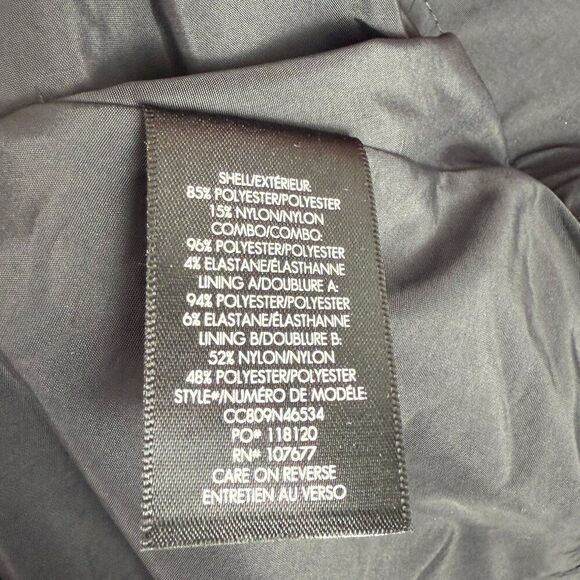 SHELL/EXTÉRIEUR:
85% POLYESTER/POLYESTER
15% NYLON/NYLON
COMBO/COMBO:
96% POLYESTER/POLYESTER
4% ELASTANE/ÉLASTHANNE
LINING A/DOUBLURE A:
94% POLYESTER/POLYESTER
6% ELASTANE/ÉLASTHANNE
LINING B/DOUBLURE B:
52% NYLON/NYLON
48% POLYESTER/POLYESTER
STYLE#/NUMÉRO DE MODÈLE:
CCB09N46534
PO# 118120
RN# 107677
CARE ON REVERSE
ENTRETIEN AU VERSO